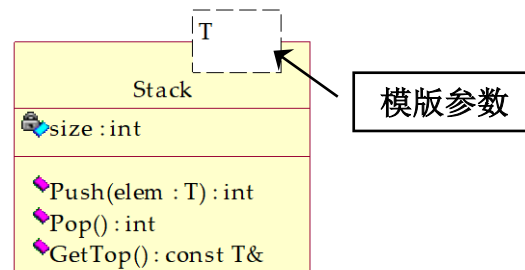 T
Stack
模版参数
size : int
Push(elem : T) : int
Pop() : int
GetTop() : const T&